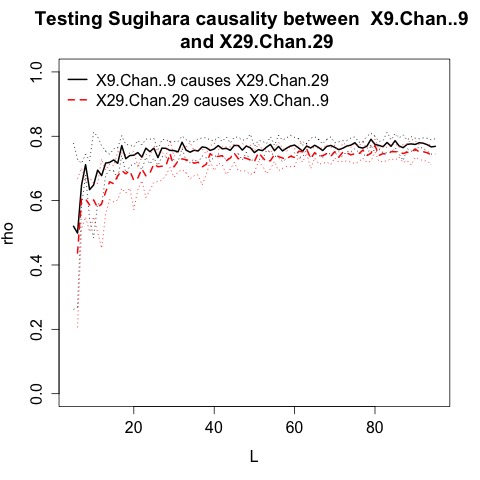 Testing Sugihara causality between  X9.Chan..9
and X29.Chan.29
X9.Chan..9 causes X29.Chan.29
X29.Chan.29 causes X9.Chan..9
1.0
0.8
0.6
0.4
0.2
0.0
rho
20 40 60 80
L